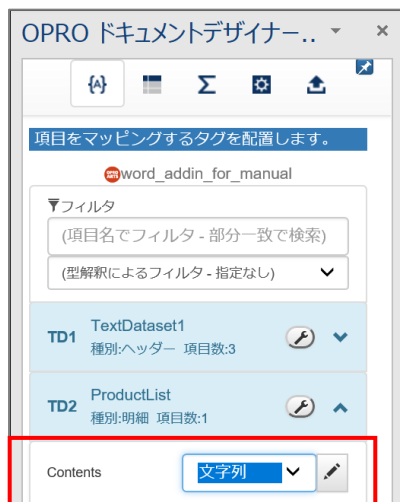 OPRO ドキュメントデザイナー..
{A} Σ
項目をマッピングするタグを配置します。
word_addin_for_manual
フィルタ
(項目名でフィルタ - 部分一致で検索)
(型解釈によるフィルタ - 指定なし)
TD1 TextDataset1
種別:ヘッダー 項目数:3
TD2 ProductList
種別:明細 項目数:1
Contents 文字列